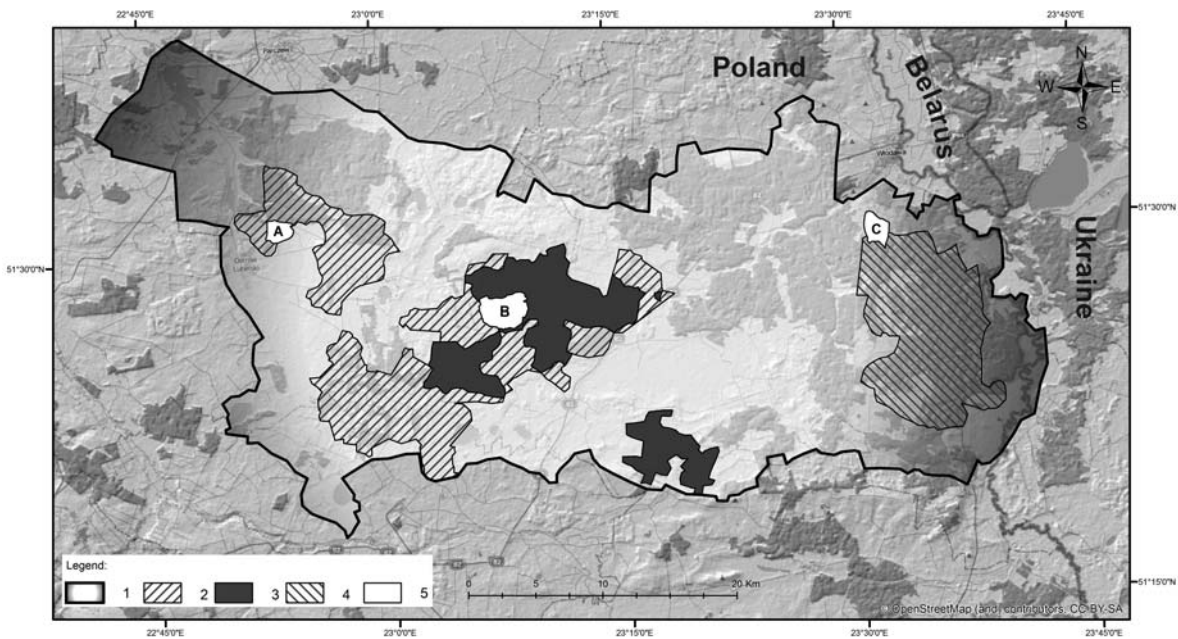 22°45'0"E 23°0'0"E 23°15'0"E 23°30'0"E 23°45'0"E
Poland
Belarus
N
W E
S
51°30'0"N
Ukraine
A
C
51°30'0"N
B
Legend:
1 2 3 4 5
0 5 10 20 Km
51°15'0"N
© OpenStreetMap (and) contributors, CC-BY-SA
22°45'0"E 23°0'0"E 23°15'0"E 23°30'0"E 23°45'0"E